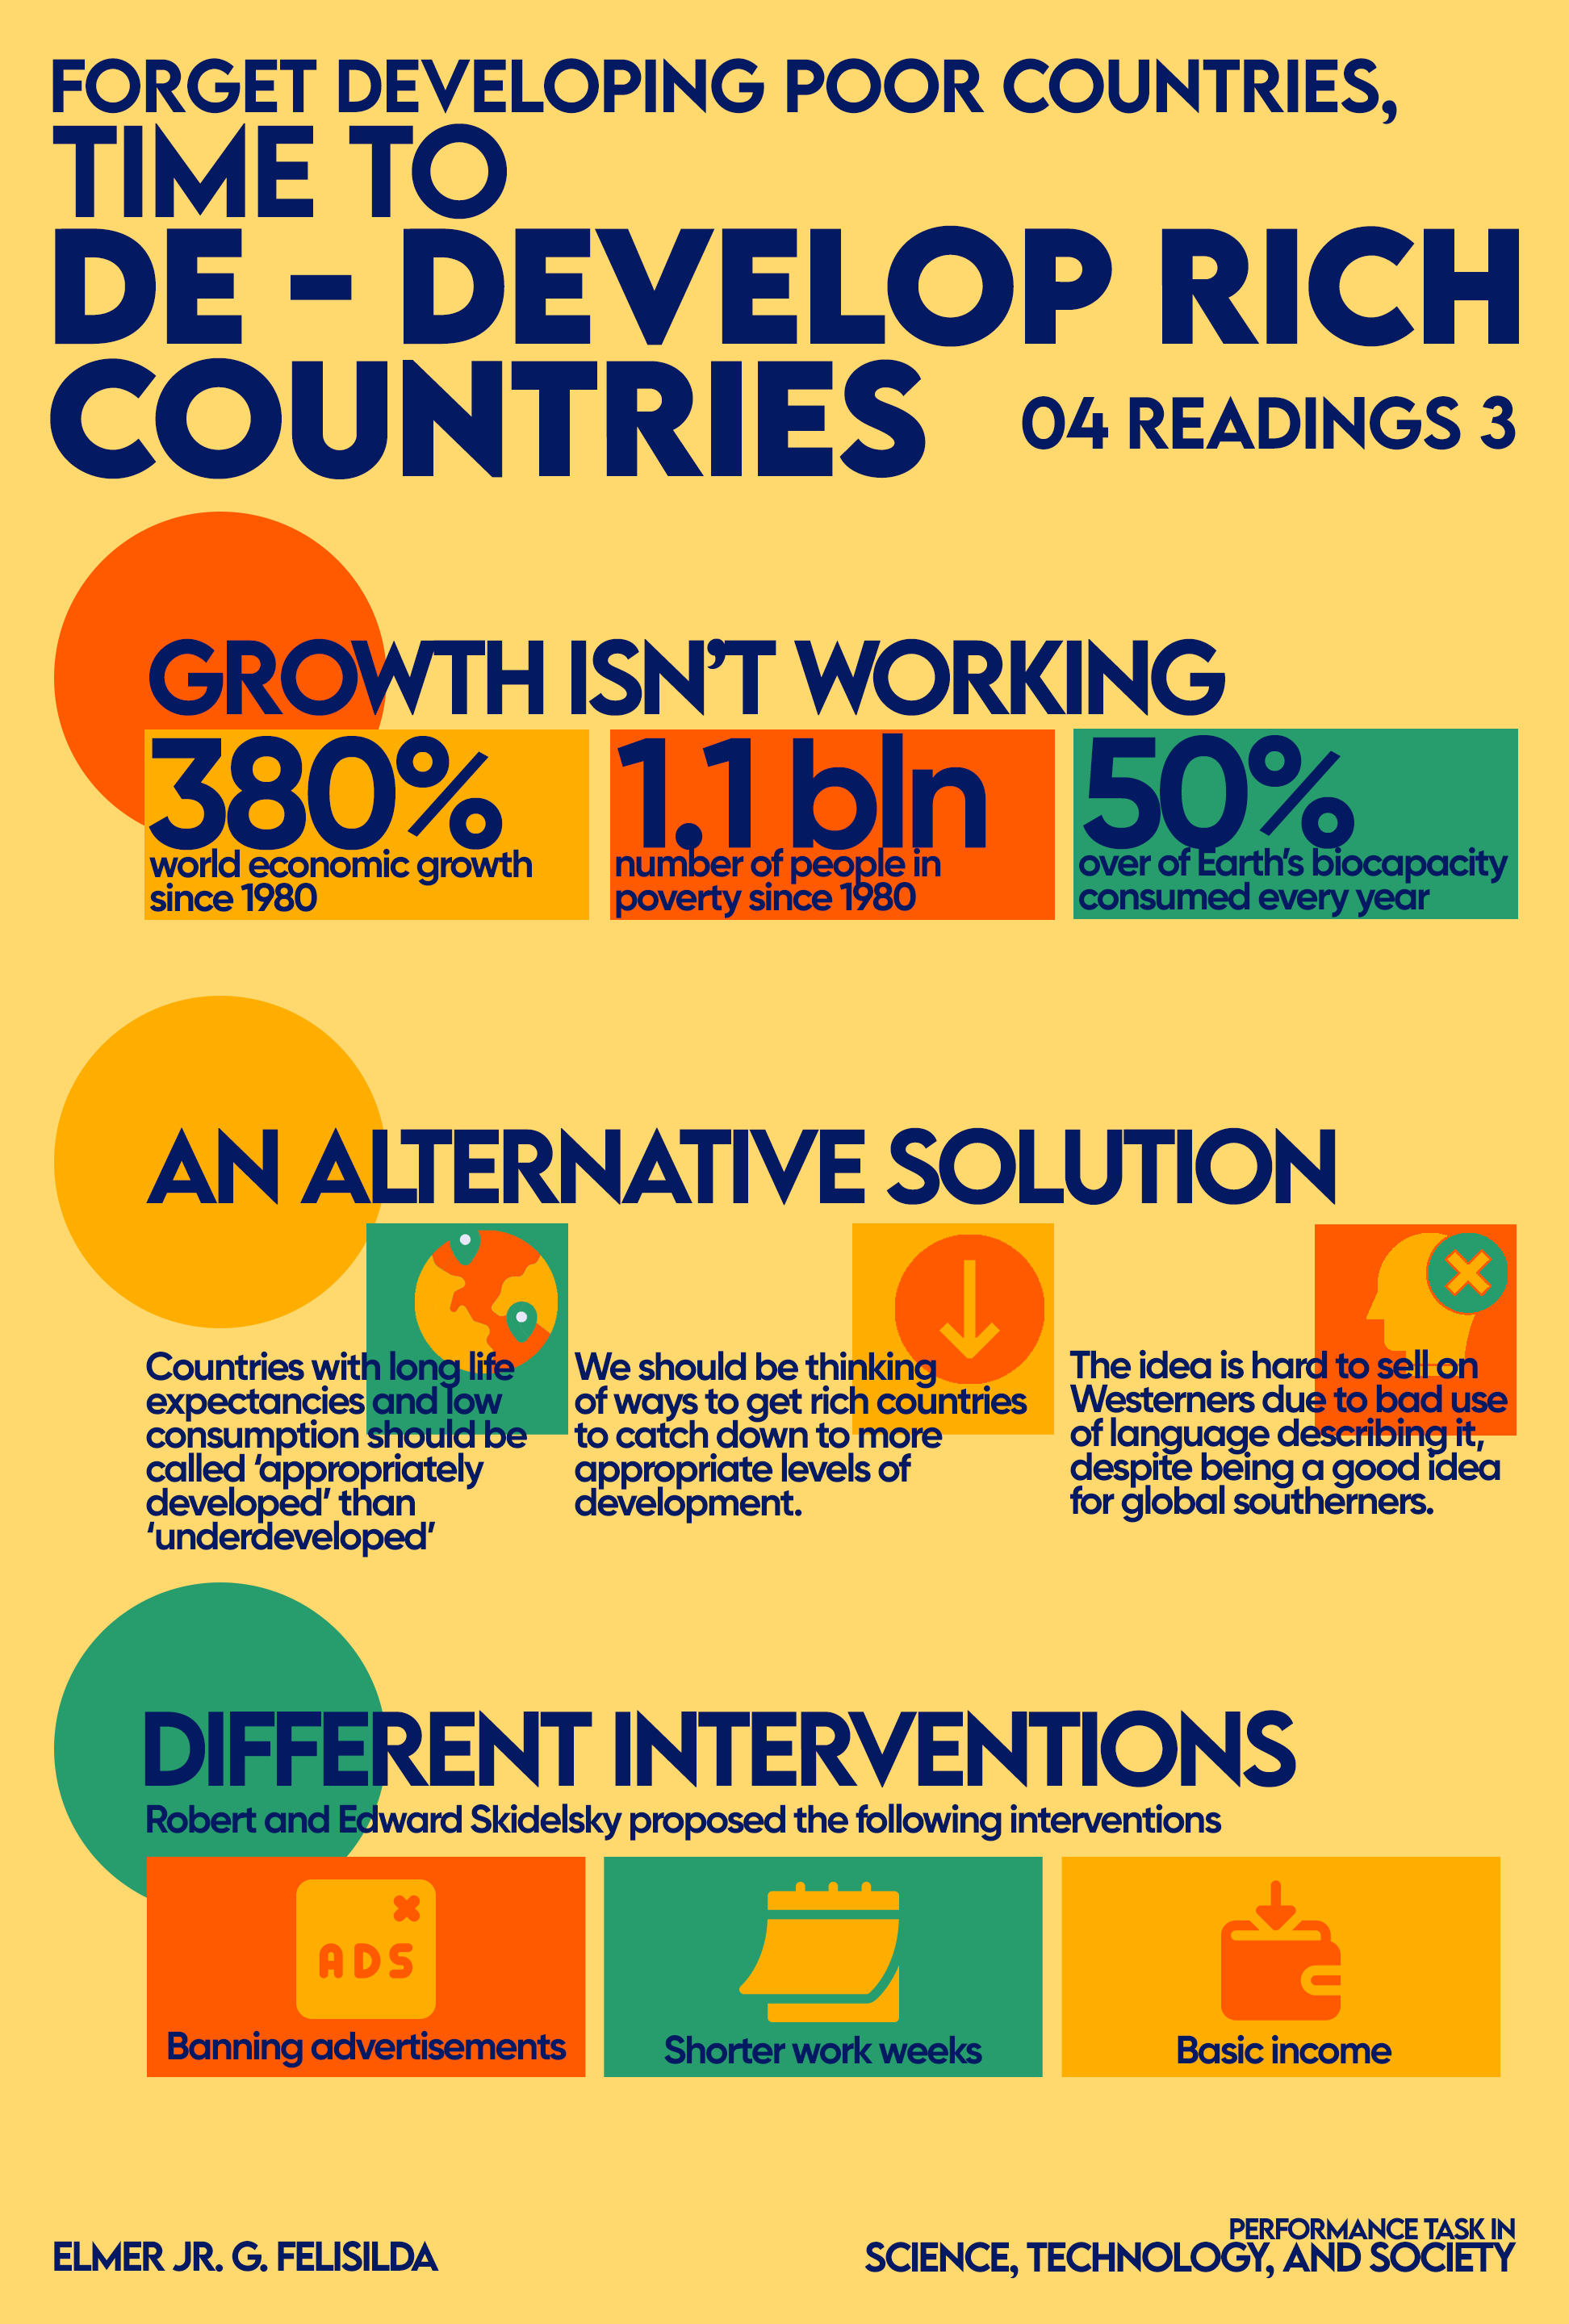 FORGET DEVELOPING POOR COUNTRIES,
TIME TO
DE - DEVELOP RICH
COUNTRIES
04 READINGS 3
GROWTH ISN’T WORKING
380%
world economic growth
since 1980
1.1 bln
number of people in
poverty since 1980
50%
over of Earth’s biocapacity
consumed every year
AN ALTERNATIVE SOLUTION
Countries with long life
expectancies and low
consumption should be
called ‘appropriately
developed’ than
‘underdeveloped’
We should be thinking
of ways to get rich countries
to catch down to more
appropriate levels of
development.
The idea is hard to sell on
Westerners due to bad use
of language describing it,
despite being a good idea
for global southerners.
DIFFERENT INTERVENTIONS
Robert and Edward Skidelsky proposed the following interventions
ADS
Banning advertisements
Shorter work weeks
Basic income
ELMER JR. G. FELISILDA
PERFORMANCE TASK IN
SCIENCE, TECHNOLOGY, AND SOCIETY